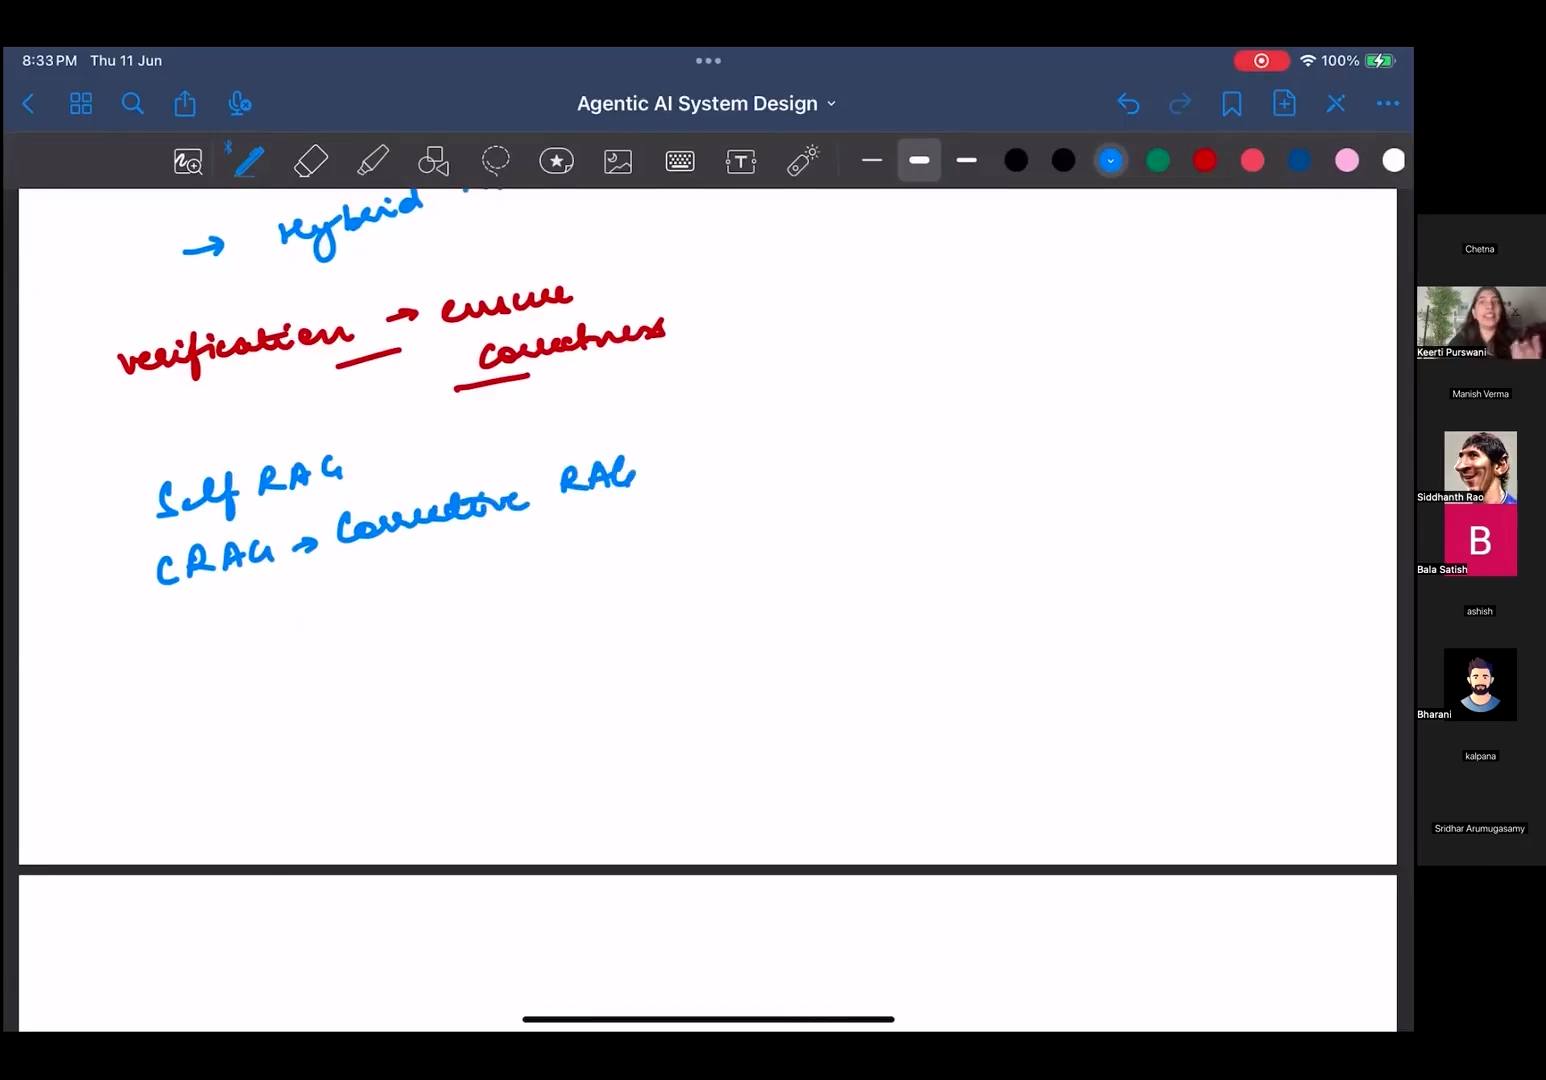 8:33 PM Thu 11 Jun
100%
Agentic AI System Design
T
→ Hybrid
verification → ensure
correctness
Self RAG
CRAG → Corrective RAG
Chetna
Keerti Purswani
Manish Verma
Siddhanth Rao
B
Bala Satish
ashish
Bharani
kalpana
Sridhar Arumugasamy